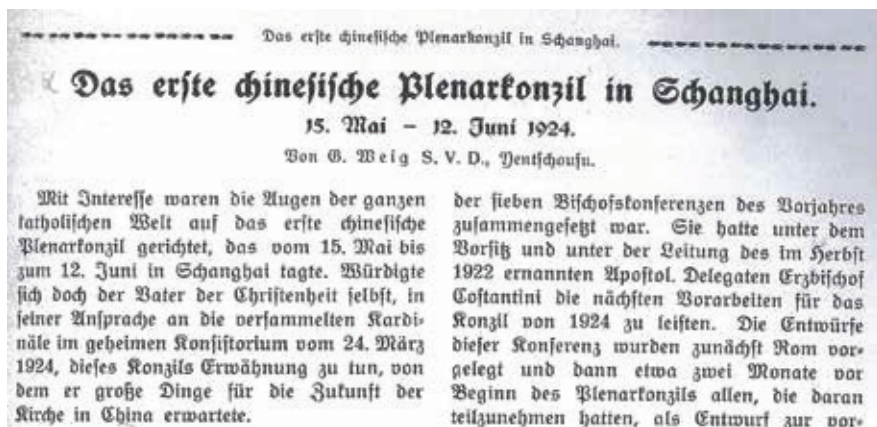 Das erste chinesische Plenarkonzil in Schanghai.
Das erste chinesische Plenarkonzil in Schanghai.
15. Mai – 12. Juni 1924.
Von G. Weig S. V. D., Yentschoufu.
Mit Interesse waren die Augen der ganzen
katholischen Welt auf das erste chinesische
Plenarkonzil gerichtet, das vom 15. Mai bis
zum 12. Juni in Schanghai tagte. Würdigte
sich doch der Vater der Christenheit selbst, in
seiner Ansprache an die versammelten Kardi-
näle im geheimen Konsistorium vom 24. März
1924, dieses Konzils Erwähnung zu tun, von
dem er große Dinge für die Zukunft der
Kirche in China erwartete.
der sieben Bischofskonferenzen des Vorjahres
zusammengesetzt war. Sie hatte unter dem
Vorsitz und unter der Leitung des im Herbst
1922 ernannten Apostol. Delegaten Erzbischof
Costantini die nächsten Vorarbeiten für das
Konzil von 1924 zu leisten. Die Entwürfe
dieser Konferenz wurden zunächst Rom vor-
gelegt und dann etwa zwei Monate vor
Beginn des Plenarkonzils allen, die daran
teilzunehmen hatten, als Entwurf zur vor-